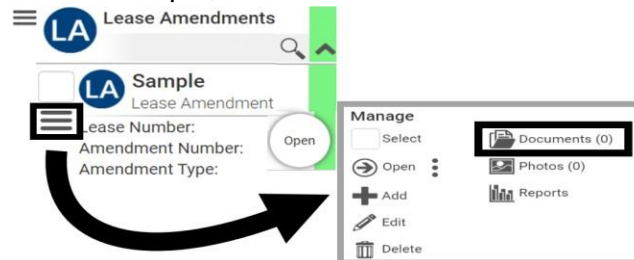 Lease Amendments
LA
LA
Sample
Lease Amendment
Lease Number:
Amendment Number:
Amendment Type:
Open
Manage
Select
Documents (0)
Open
Photos (0)
Add
Reports
Edit
Delete